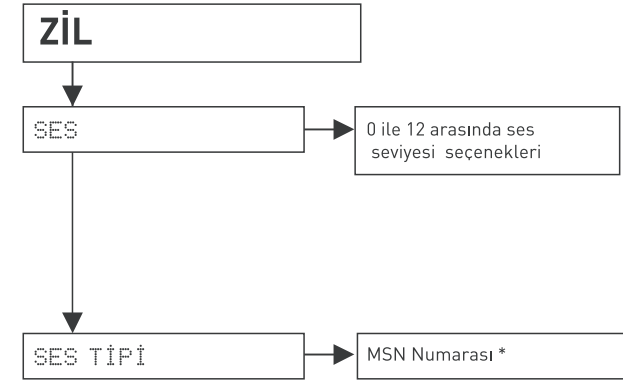 ZİL
SES
0 ile 12 arasında ses
seviyesi seçenekleri
SES TİPİ
MSN Numarası *